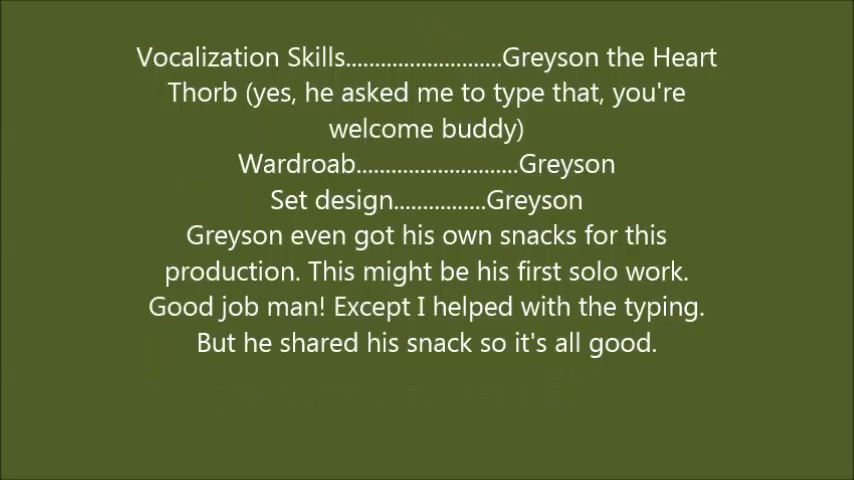 Vocalization Skills...........................Greyson the Heart
Thorb (yes, he asked me to type that, you're
welcome buddy)
Wardroab............................Greyson
Set design................Greyson
Greyson even got his own snacks for this
production. This might be his first solo work.
Good job man! Except I helped with the typing.
But he shared his snack so it's all good.